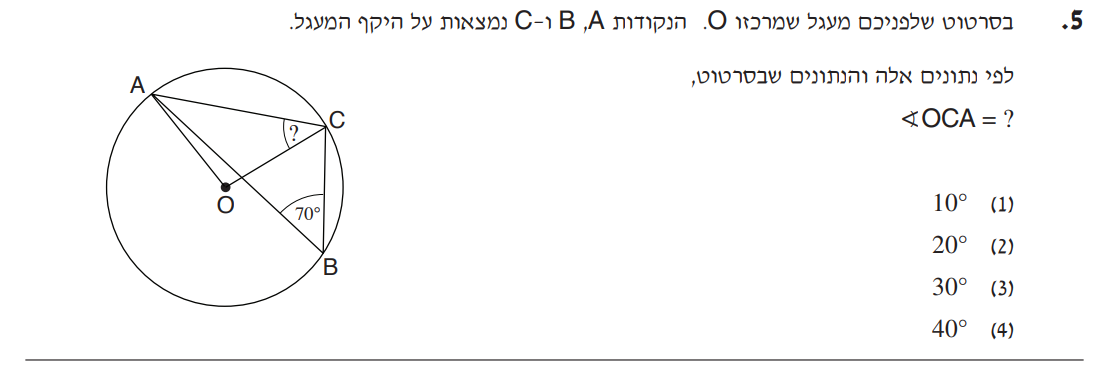 5. בסרטוט שלפניכם מעגל שמרכזו O. הנקודות A, B ו-C נמצאות על היקף המעגל.
לפי נתונים אלה והנתונים שבסרטוט,
∢OCA = ?
A
C
?
O
70°
B
(1) 10°
(2) 20°
(3) 30°
(4) 40°